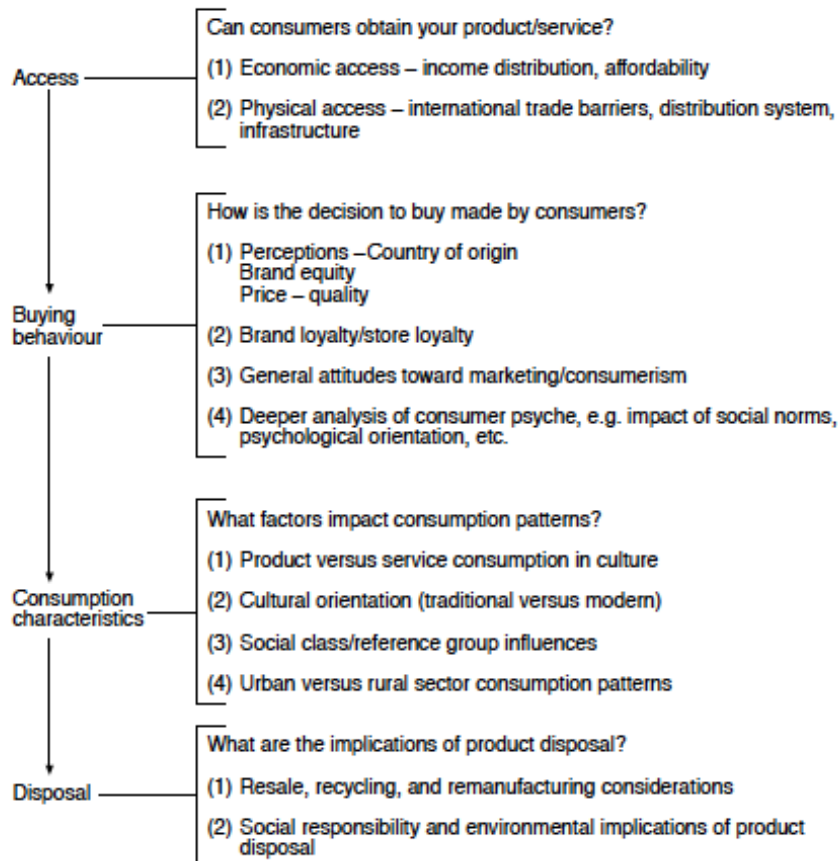 Can consumers obtain your product/service?
Access
(1) Economic access – income distribution, affordability
(2) Physical access – international trade barriers, distribution system,
infrastructure
How is the decision to buy made by consumers?
(1) Perceptions –Country of origin
Brand equity
Price – quality
Buying
behaviour
(2) Brand loyalty/store loyalty
(3) General attitudes toward marketing/consumerism
(4) Deeper analysis of consumer psyche, e.g. impact of social norms,
psychological orientation, etc.
What factors impact consumption patterns?
(1) Product versus service consumption in culture
Consumption
characteristics
(2) Cultural orientation (traditional versus modern)
(3) Social class/reference group influences
(4) Urban versus rural sector consumption patterns
What are the implications of product disposal?
Disposal
(1) Resale, recycling, and remanufacturing considerations
(2) Social responsibility and environmental implications of product
disposal